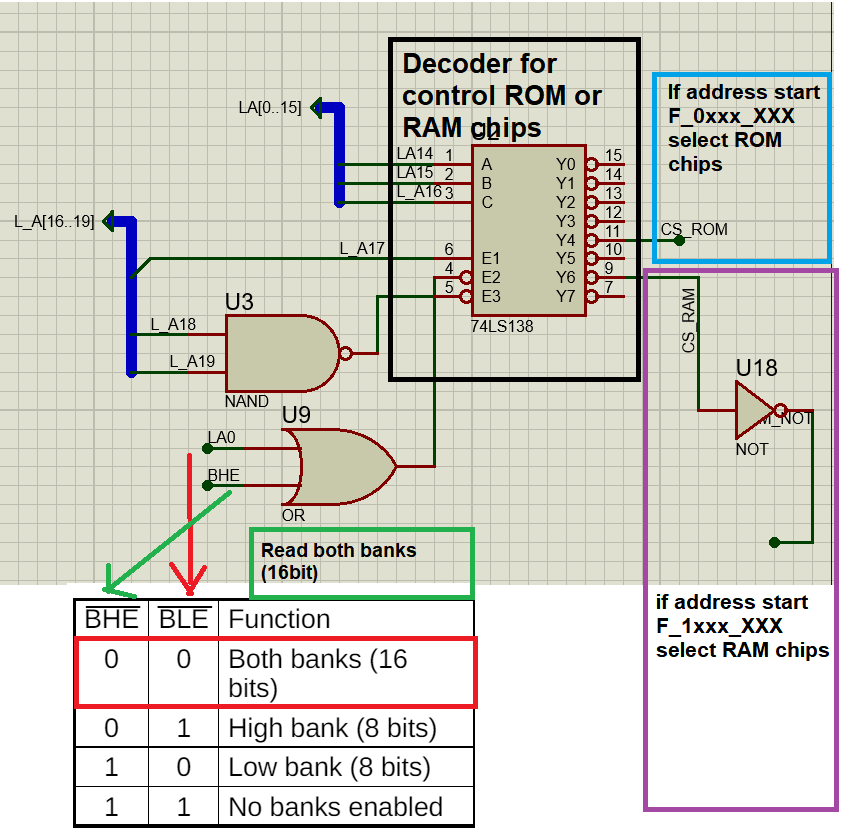 Decoder for
control ROM or
RAM chips
If address start
F_0xxx_XXX
select ROM
chips
LA[0..15]
LA14 1 A Y0 15
LA15 2 B Y1 14
L_A16 3 C Y2 13
Y3 12
Y4 11 CS_ROM
L_A17 6 E1 Y5 10
4 E2 Y6 9
5 E3 Y7 7
74LS138
L_A[16..19]
U3
L_A18
L_A19
NAND
CS_RAM
U18
M_NOT
NOT
U9
LA0
BHE
OR
Read both banks
(16bit)
if address start
F_1xxx_XXX
select RAM chips
BHE BLE Function
0 0 Both banks (16
bits)
0 1 High bank (8 bits)
1 0 Low bank (8 bits)
1 1 No banks enabled